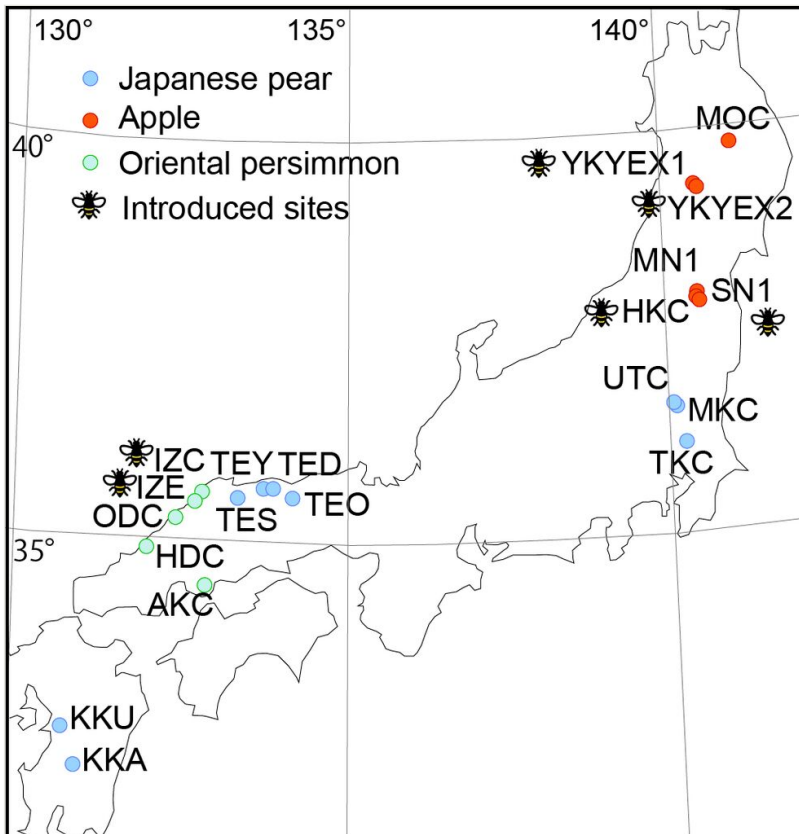 130° 135° 140°
Japanese pear
Apple
MOC
40°
Oriental persimmon
YKYEX1
Introduced sites
YKYEX2
MN1
SN1
HKC
UTC
MKC
TKC
IZC TEY TED
IZE
TEO
ODC
TES
35°
HDC
AKC
KKU
KKA